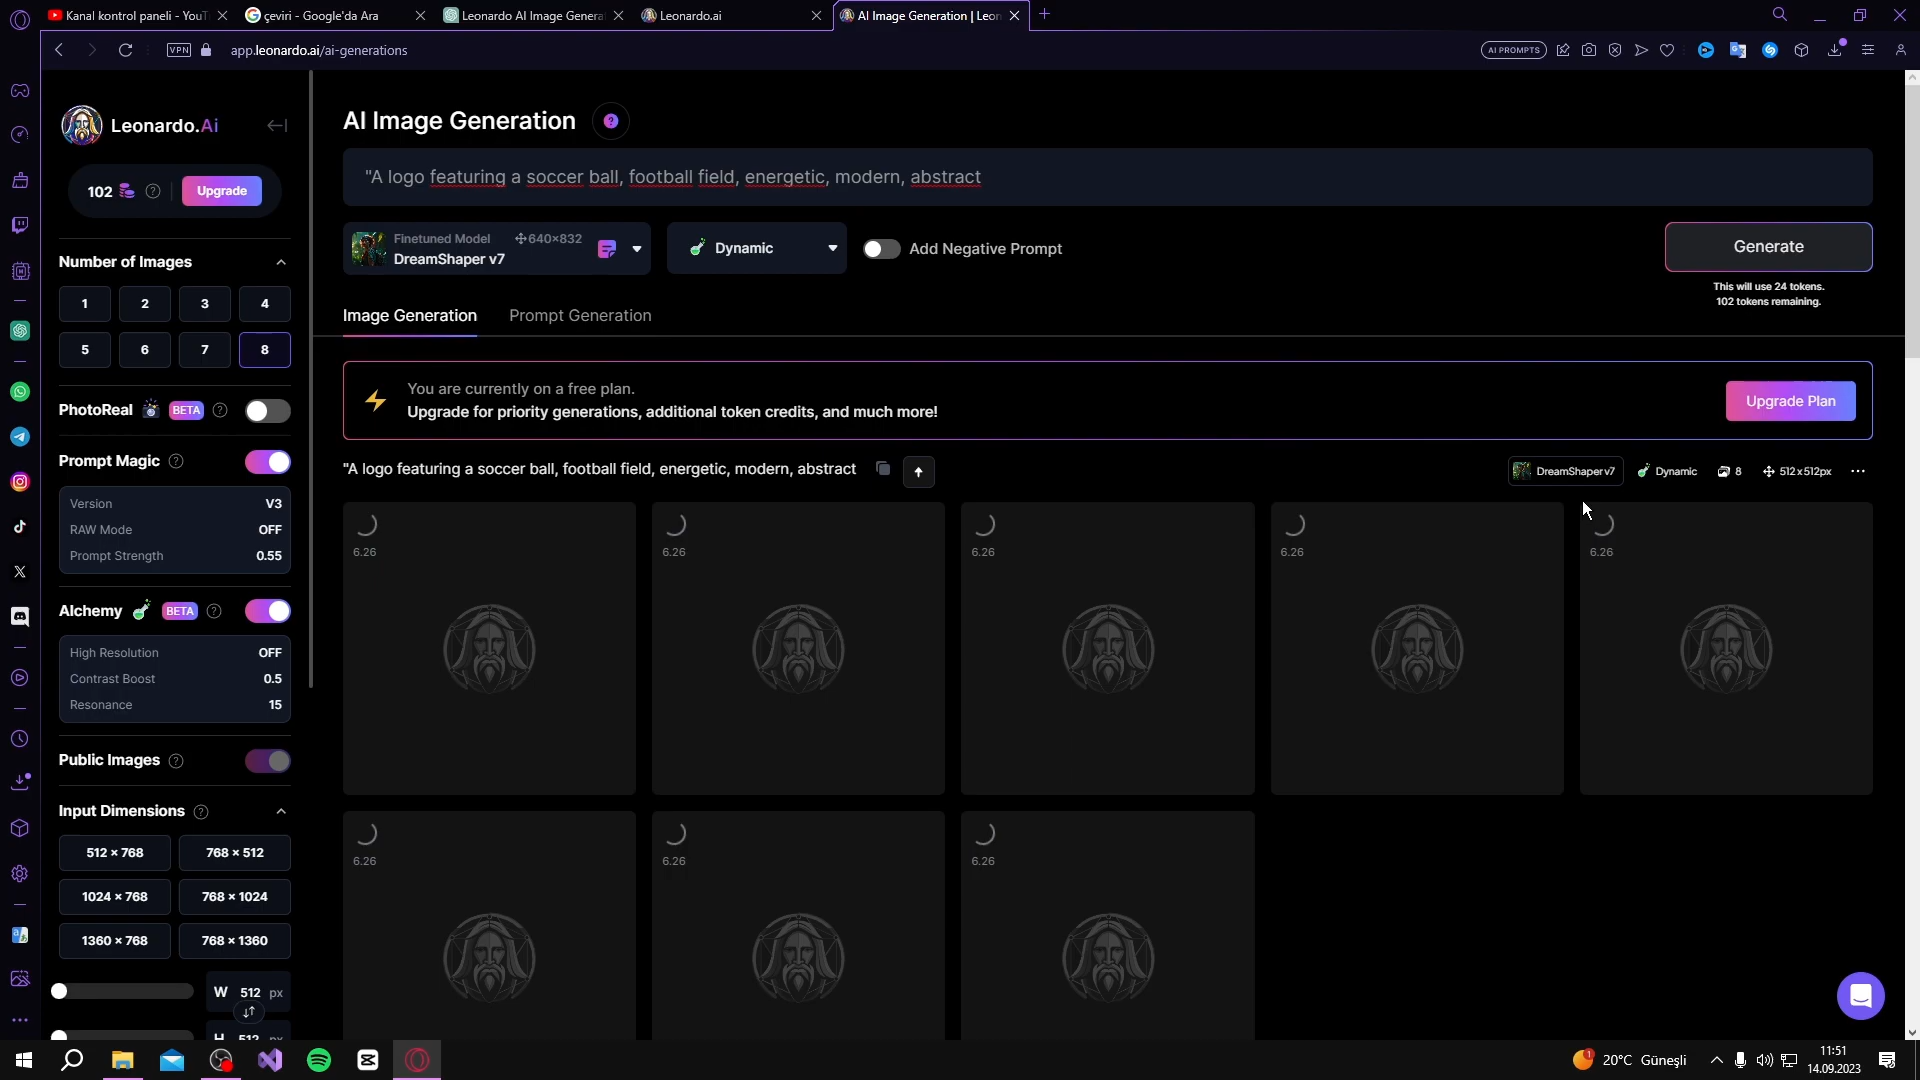 Kanal kontrol paneli - YouT
çeviri - Google'da Ara
Leonardo AI Image Genera
Leonardo.ai
AI Image Generation | Leon
VPN
app.leonardo.ai/ai-generations
AI PROMPTS
Leonardo.Ai
102
Upgrade
Number of Images
1
2
3
4
5
6
7
8
PhotoReal
BETA
Prompt Magic
Version V3
RAW Mode OFF
Prompt Strength 0.55
Alchemy
BETA
High Resolution OFF
Contrast Boost 0.5
Resonance 15
Public Images
Input Dimensions
512 × 768
768 × 512
1024 × 768
768 × 1024
1360 × 768
768 × 1360
W 512 px
H 512 px
AI Image Generation
"A logo featuring a soccer ball, football field, energetic, modern, abstract
Finetuned Model
640×832
DreamShaper v7
Dynamic
Add Negative Prompt
Generate
This will use 24 tokens.
102 tokens remaining.
Image Generation
Prompt Generation
You are currently on a free plan.
Upgrade for priority generations, additional token credits, and much more!
Upgrade Plan
"A logo featuring a soccer ball, football field, energetic, modern, abstract
DreamShaper v7
Dynamic
8
512 x 512px
6.26
6.26
6.26
6.26
6.26
6.26
6.26
6.26
1
20°C Güneşli
11:51
14.09.2023